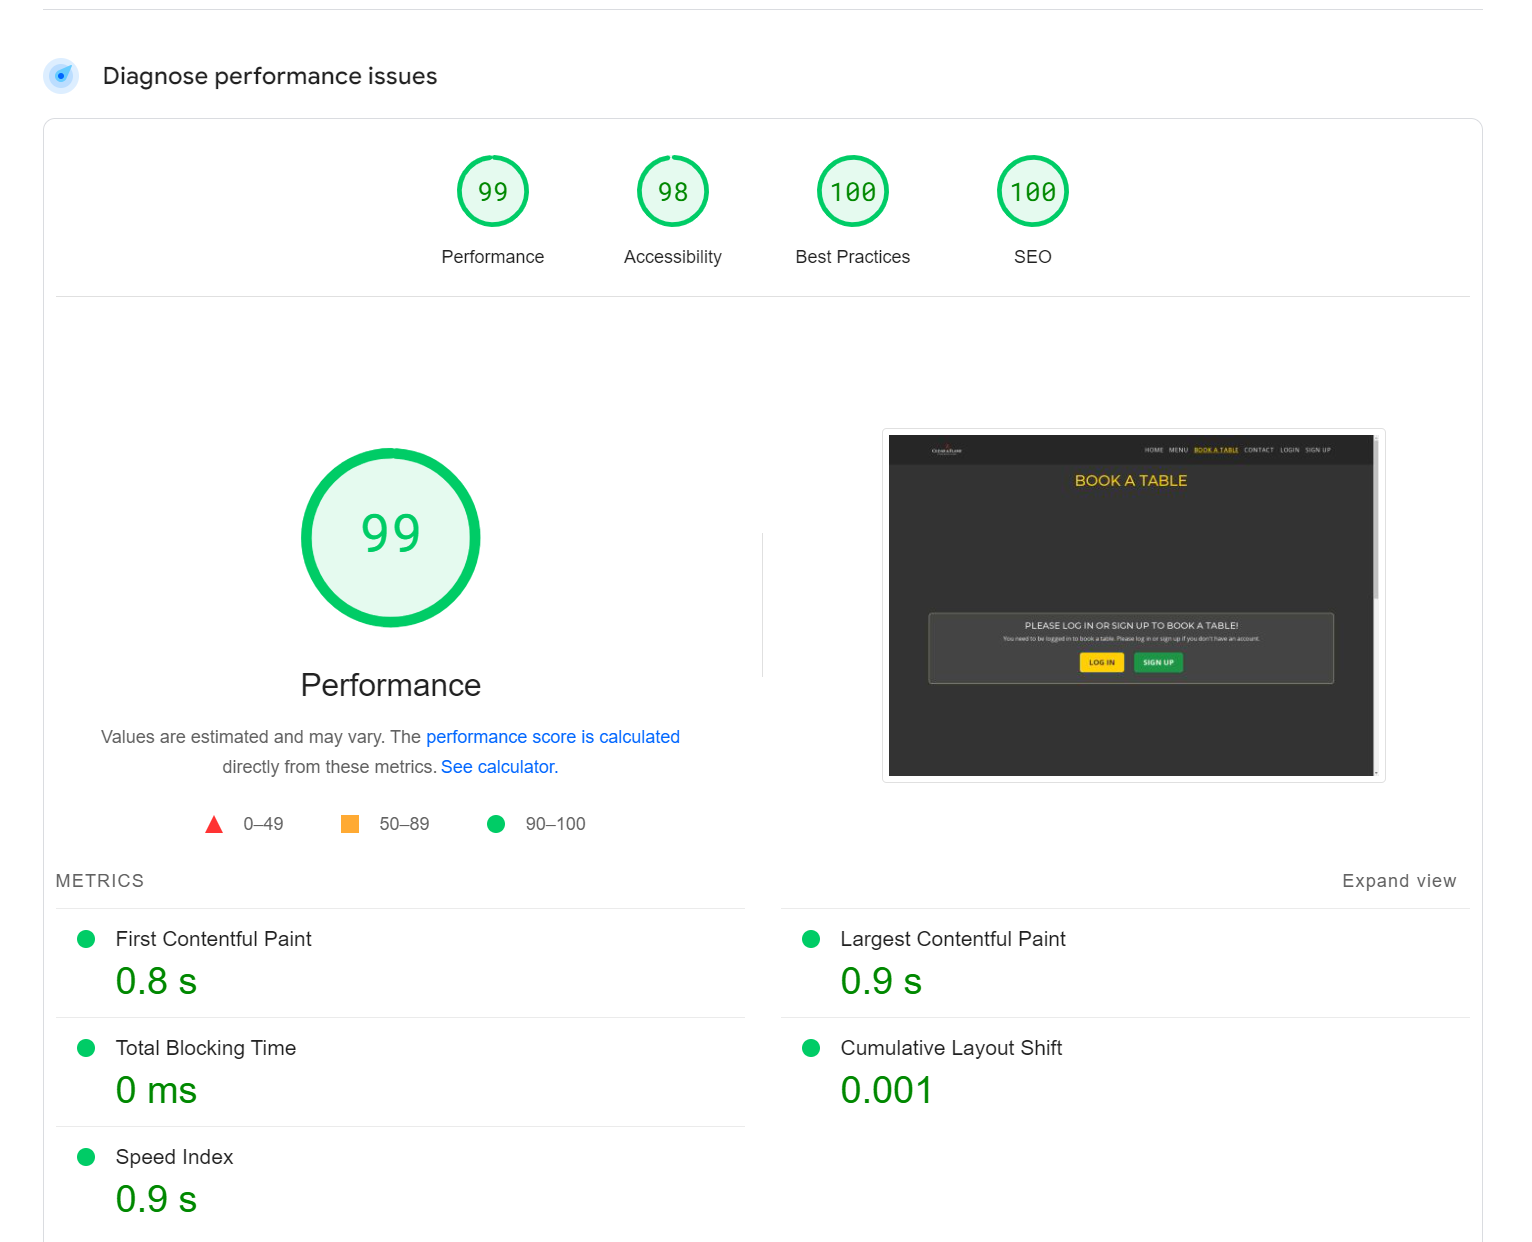 Diagnose performance issues
99
98
100
100
Performance
Accessibility
Best Practices
SEO
99
Performance
Values are estimated and may vary. The performance score is calculated
directly from these metrics. See calculator.
0–49
50–89
90–100
HOME MENU BOOK A TABLE CONTACT LOGIN SIGN UP
BOOK A TABLE
PLEASE LOG IN OR SIGN UP TO BOOK A TABLE!
You need to be logged in to book a table. Please log in or sign up if you don't have an account.
LOG IN
SIGN UP
METRICS
Expand view
First Contentful Paint
0.8 s
Largest Contentful Paint
0.9 s
Total Blocking Time
0 ms
Cumulative Layout Shift
0.001
Speed Index
0.9 s